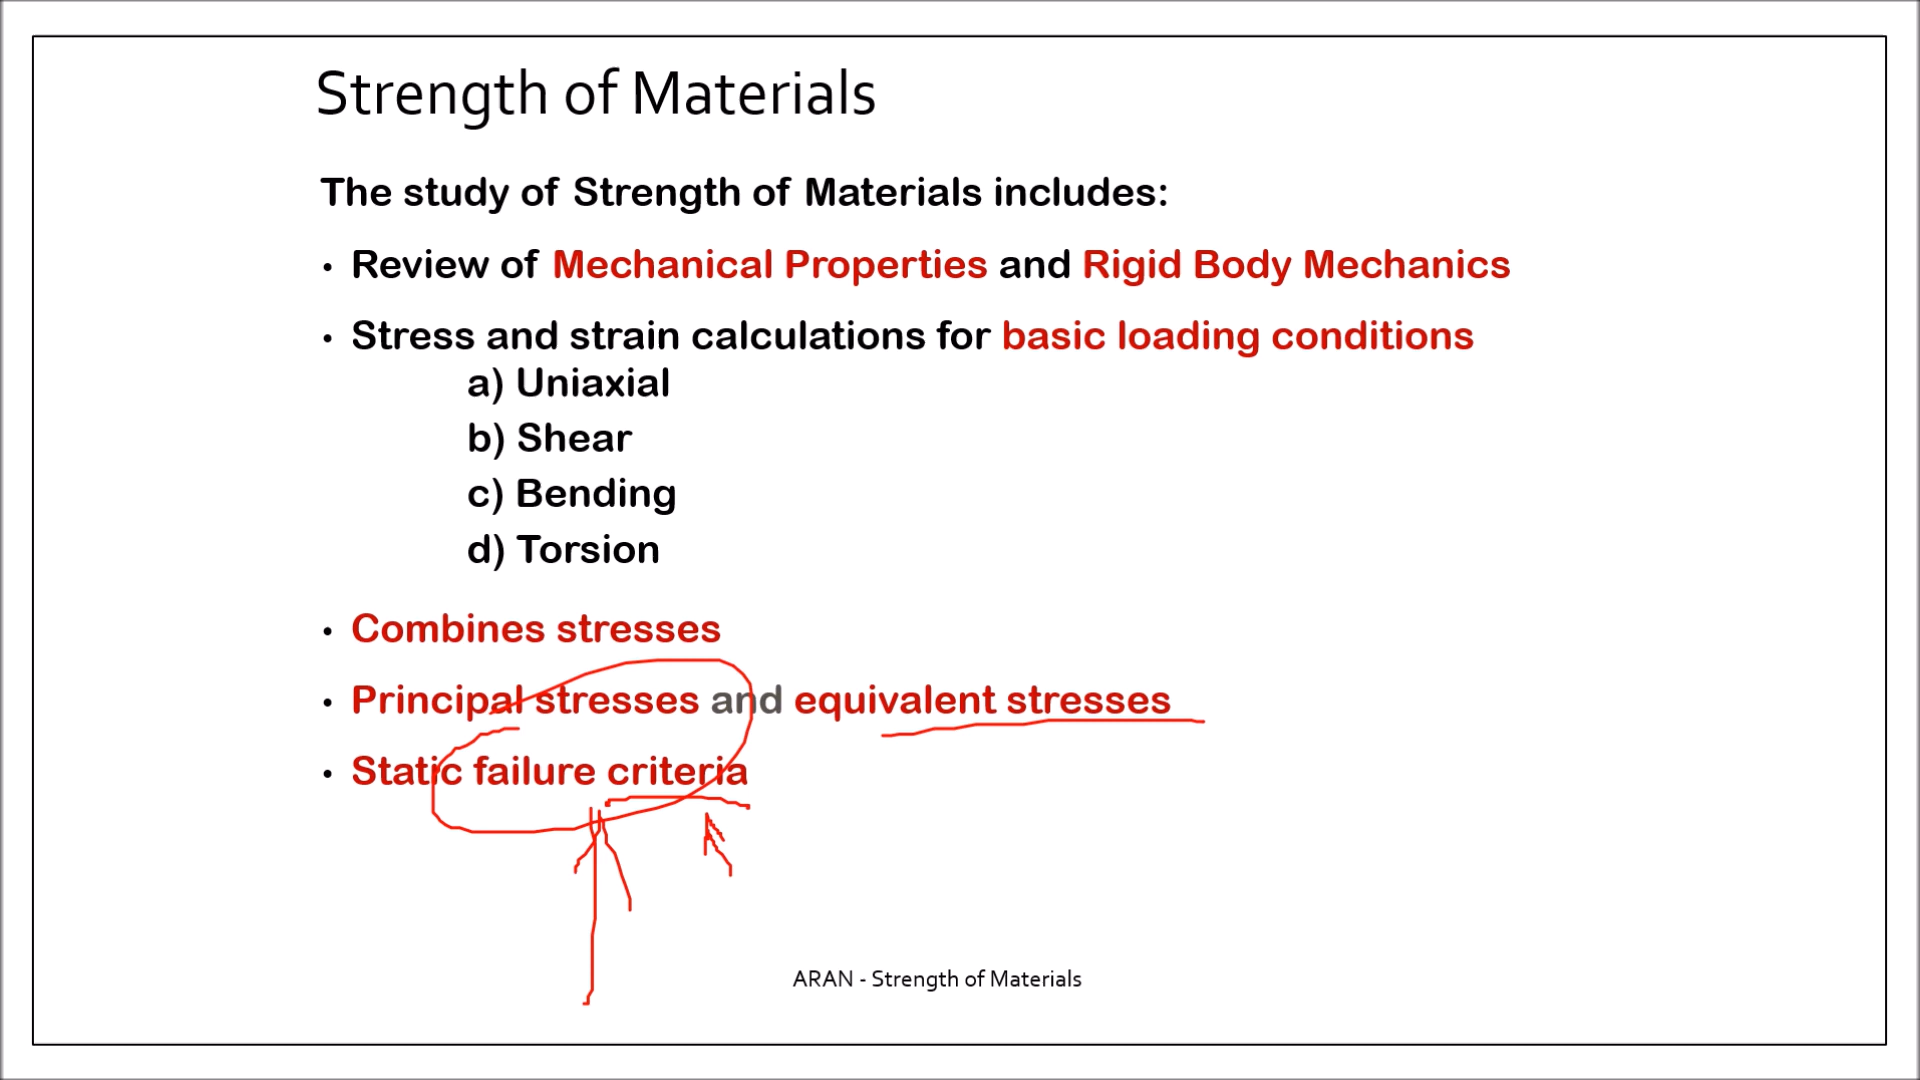 Strength of Materials
The study of Strength of Materials includes:
• Review of Mechanical Properties and Rigid Body Mechanics
• Stress and strain calculations for basic loading conditions
a) Uniaxial
b) Shear
c) Bending
d) Torsion
• Combines stresses
• Principal stresses and equivalent stresses
• Static failure criteria
ARAN - Strength of Materials